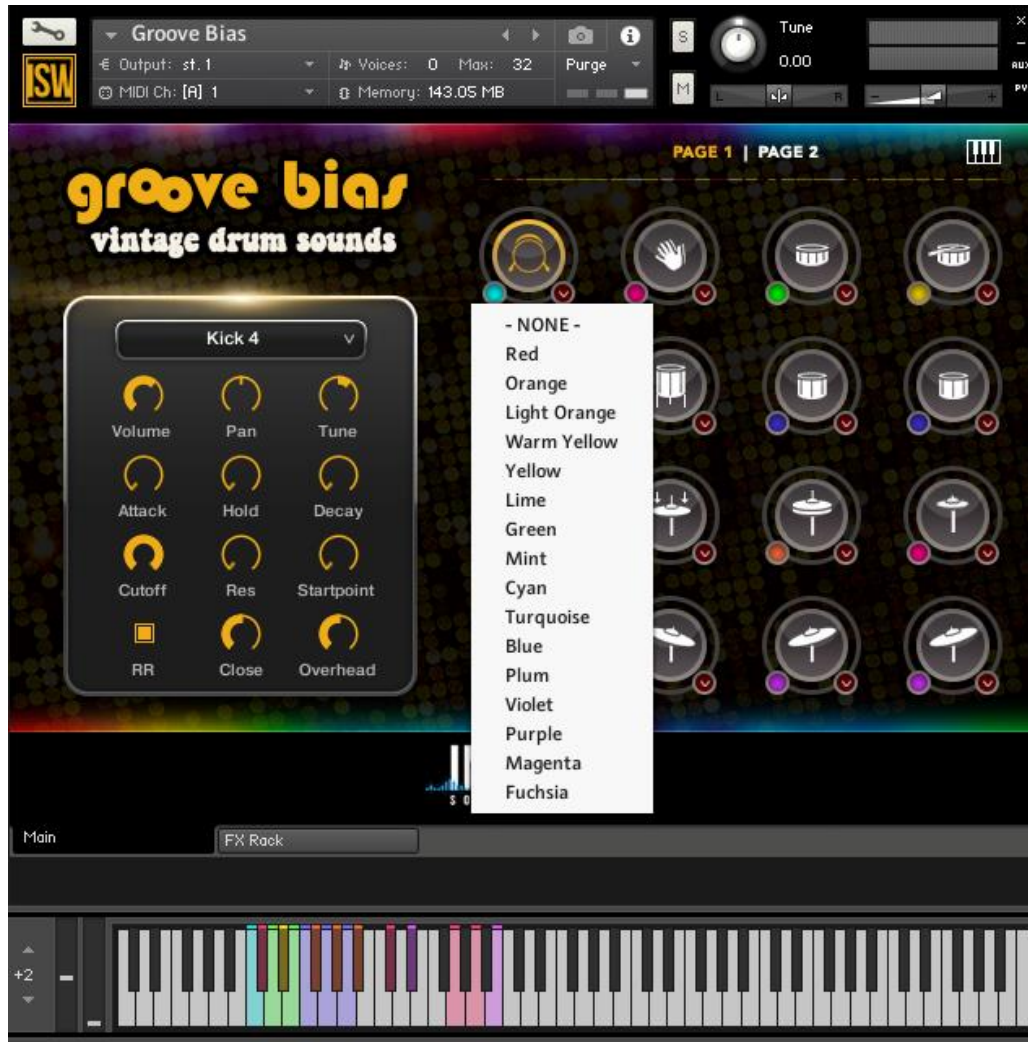 Groove Bias
S
Tune
0.00
X
Output: st.1
Voices: 0 Max: 32
Purge
AUX
PV
MIDI Ch: [A] 1
Memory: 143.05 MB
M
L
R
ISW
PAGE 1 | PAGE 2
groove bias
vintage drum sounds
Kick 4
Volume Pan Tune
Attack Hold Decay
Cutoff Res Startpoint
RR Close Overhead
- NONE -
Red
Orange
Light Orange
Warm Yellow
Yellow
Lime
Green
Mint
Cyan
Turquoise
Blue
Plum
Violet
Purple
Magenta
Fuchsia
Main
FX Rack
+2